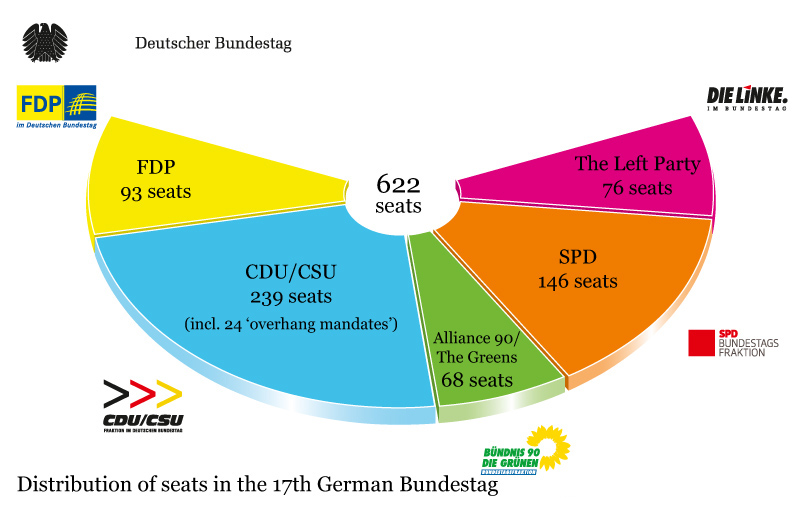 Deutscher Bundestag
FDP
im Deutschen Bundestag
DIE LINKE.
IM BUNDESTAG
FDP
93 seats
622
seats
The Left Party
76 seats
CDU/CSU
239 seats
(incl. 24 ‘overhang mandates’)
SPD
146 seats
Alliance 90/
The Greens
68 seats
SPD
BUNDESTAGS
FRAKTION
CDU/CSU
FRAKTION IM DEUTSCHEN BUNDESTAG
BÜNDNIS 90
DIE GRÜNEN
BUNDESTAGSFRAKTION
Distribution of seats in the 17th German Bundestag